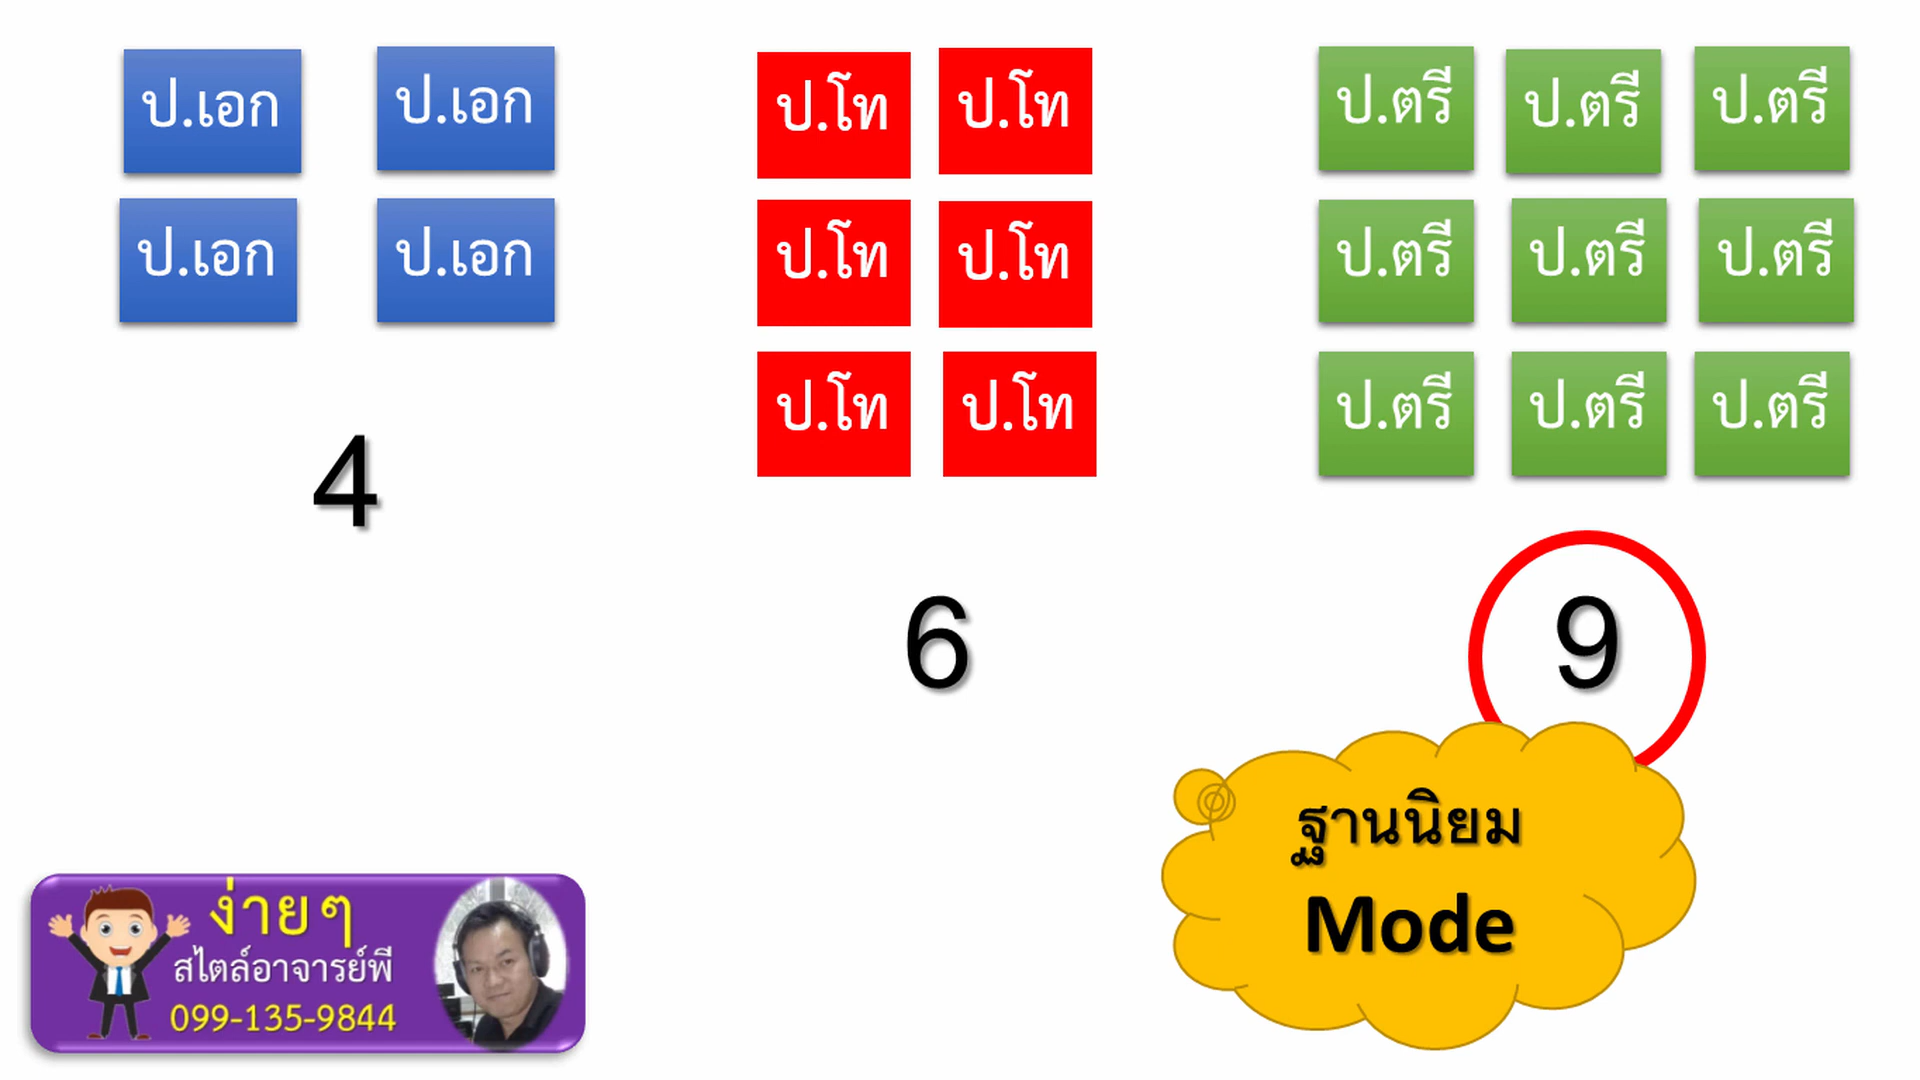 ป.เอก ป.เอก
ป.เอก ป.เอก
4
ป.โท ป.โท
ป.โท ป.โท
ป.โท ป.โท
6
ป.ตรี ป.ตรี ป.ตรี
ป.ตรี ป.ตรี ป.ตรี
ป.ตรี ป.ตรี ป.ตรี
9
ฐานนิยม
Mode
ง่ายๆ
สไตล์อาจารย์พี
099-135-9844